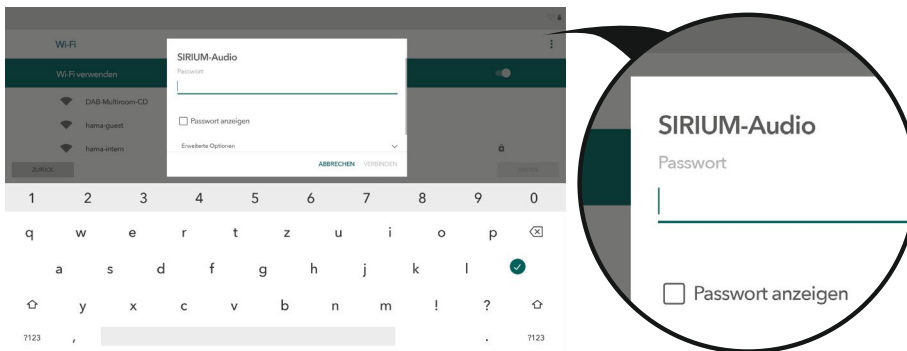 Wi-Fi
Wi-Fi verwenden
DAB-Multiroom-CD
hama-guest
hama-intern
ZURÜCK
SIRIUM-Audio
Passwort
Passwort anzeigen
Erweiterte Optionen
ABBRECHEN VERBINDEN
1 2 3 4 5 6 7 8 9 0
q w e r t z u i o p
a s d f g h j k l
y x c v b n m ! ?
?123 , . ?123
SIRIUM-Audio
Passwort
Passwort anzeigen